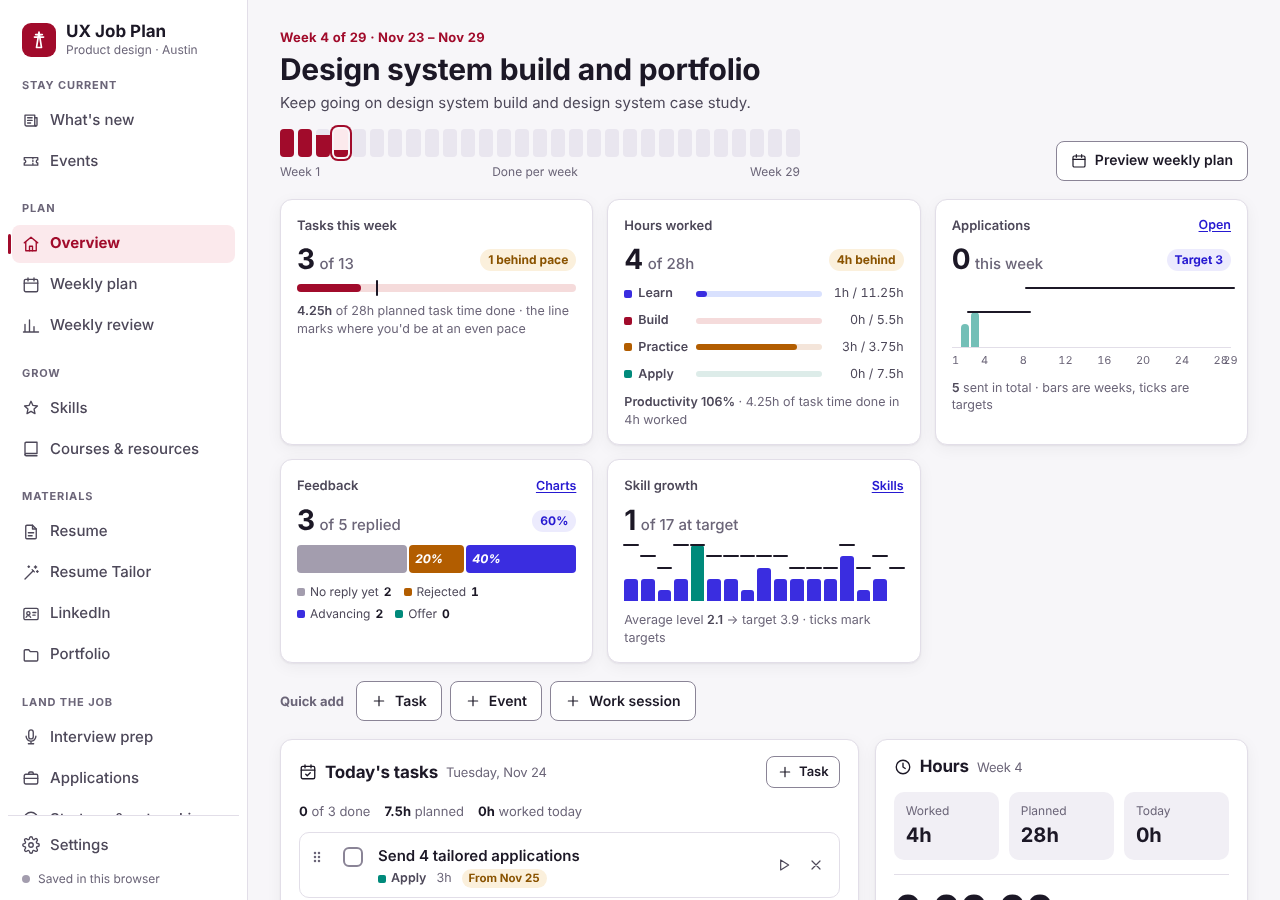 UX Job Plan
Product design · Austin
STAY CURRENT
What's new
Events
PLAN
Overview
Weekly plan
Weekly review
GROW
Skills
Courses & resources
MATERIALS
Resume
Resume Tailor
LinkedIn
Portfolio
LAND THE JOB
Interview prep
Applications
Settings
Saved in this browser
Week 4 of 29 · Nov 23 – Nov 29
Design system build and portfolio
Keep going on design system build and design system case study.
Week 1 Done per week Week 29
Preview weekly plan
Tasks this week
3 of 13 1 behind pace
4.25h of 28h planned task time done · the line
marks where you'd be at an even pace
Hours worked
4 of 28h 4h behind
Learn 1h / 11.25h
Build 0h / 5.5h
Practice 3h / 3.75h
Apply 0h / 7.5h
Productivity 106% · 4.25h of task time done in
4h worked
Applications Open
0 this week Target 3
1 4 8 12 16 20 24 28 29
5 sent in total · bars are weeks, ticks are
targets
Feedback Charts
3 of 5 replied 60%
20% 40%
No reply yet 2 Rejected 1
Advancing 2 Offer 0
Skill growth Skills
1 of 17 at target
Average level 2.1 → target 3.9 · ticks mark
targets
Quick add + Task + Event + Work session
Today's tasks Tuesday, Nov 24 + Task
0 of 3 done 7.5h planned 0h worked today
Send 4 tailored applications
Apply 3h From Nov 25
Hours Week 4
Worked Planned Today
4h 28h 0h